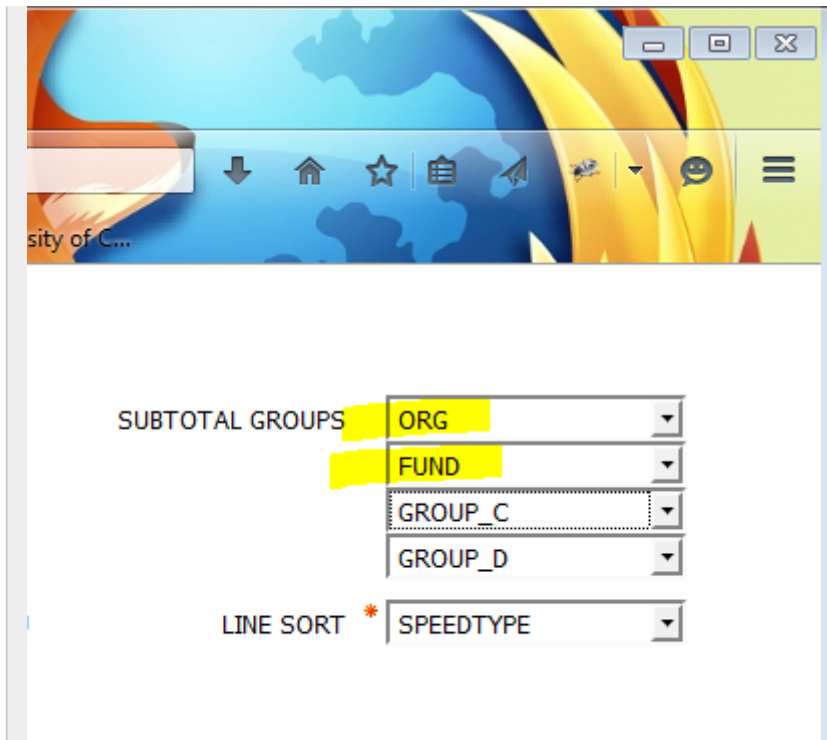 sity of C...
SUBTOTAL GROUPS ORG
FUND
GROUP_C
GROUP_D
LINE SORT * SPEEDTYPE